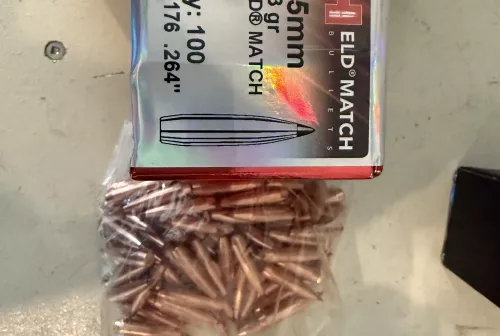 5mm
3 gr
ELD® MATCH
BULLETS
D® MATCH
y: 100
176 .264"